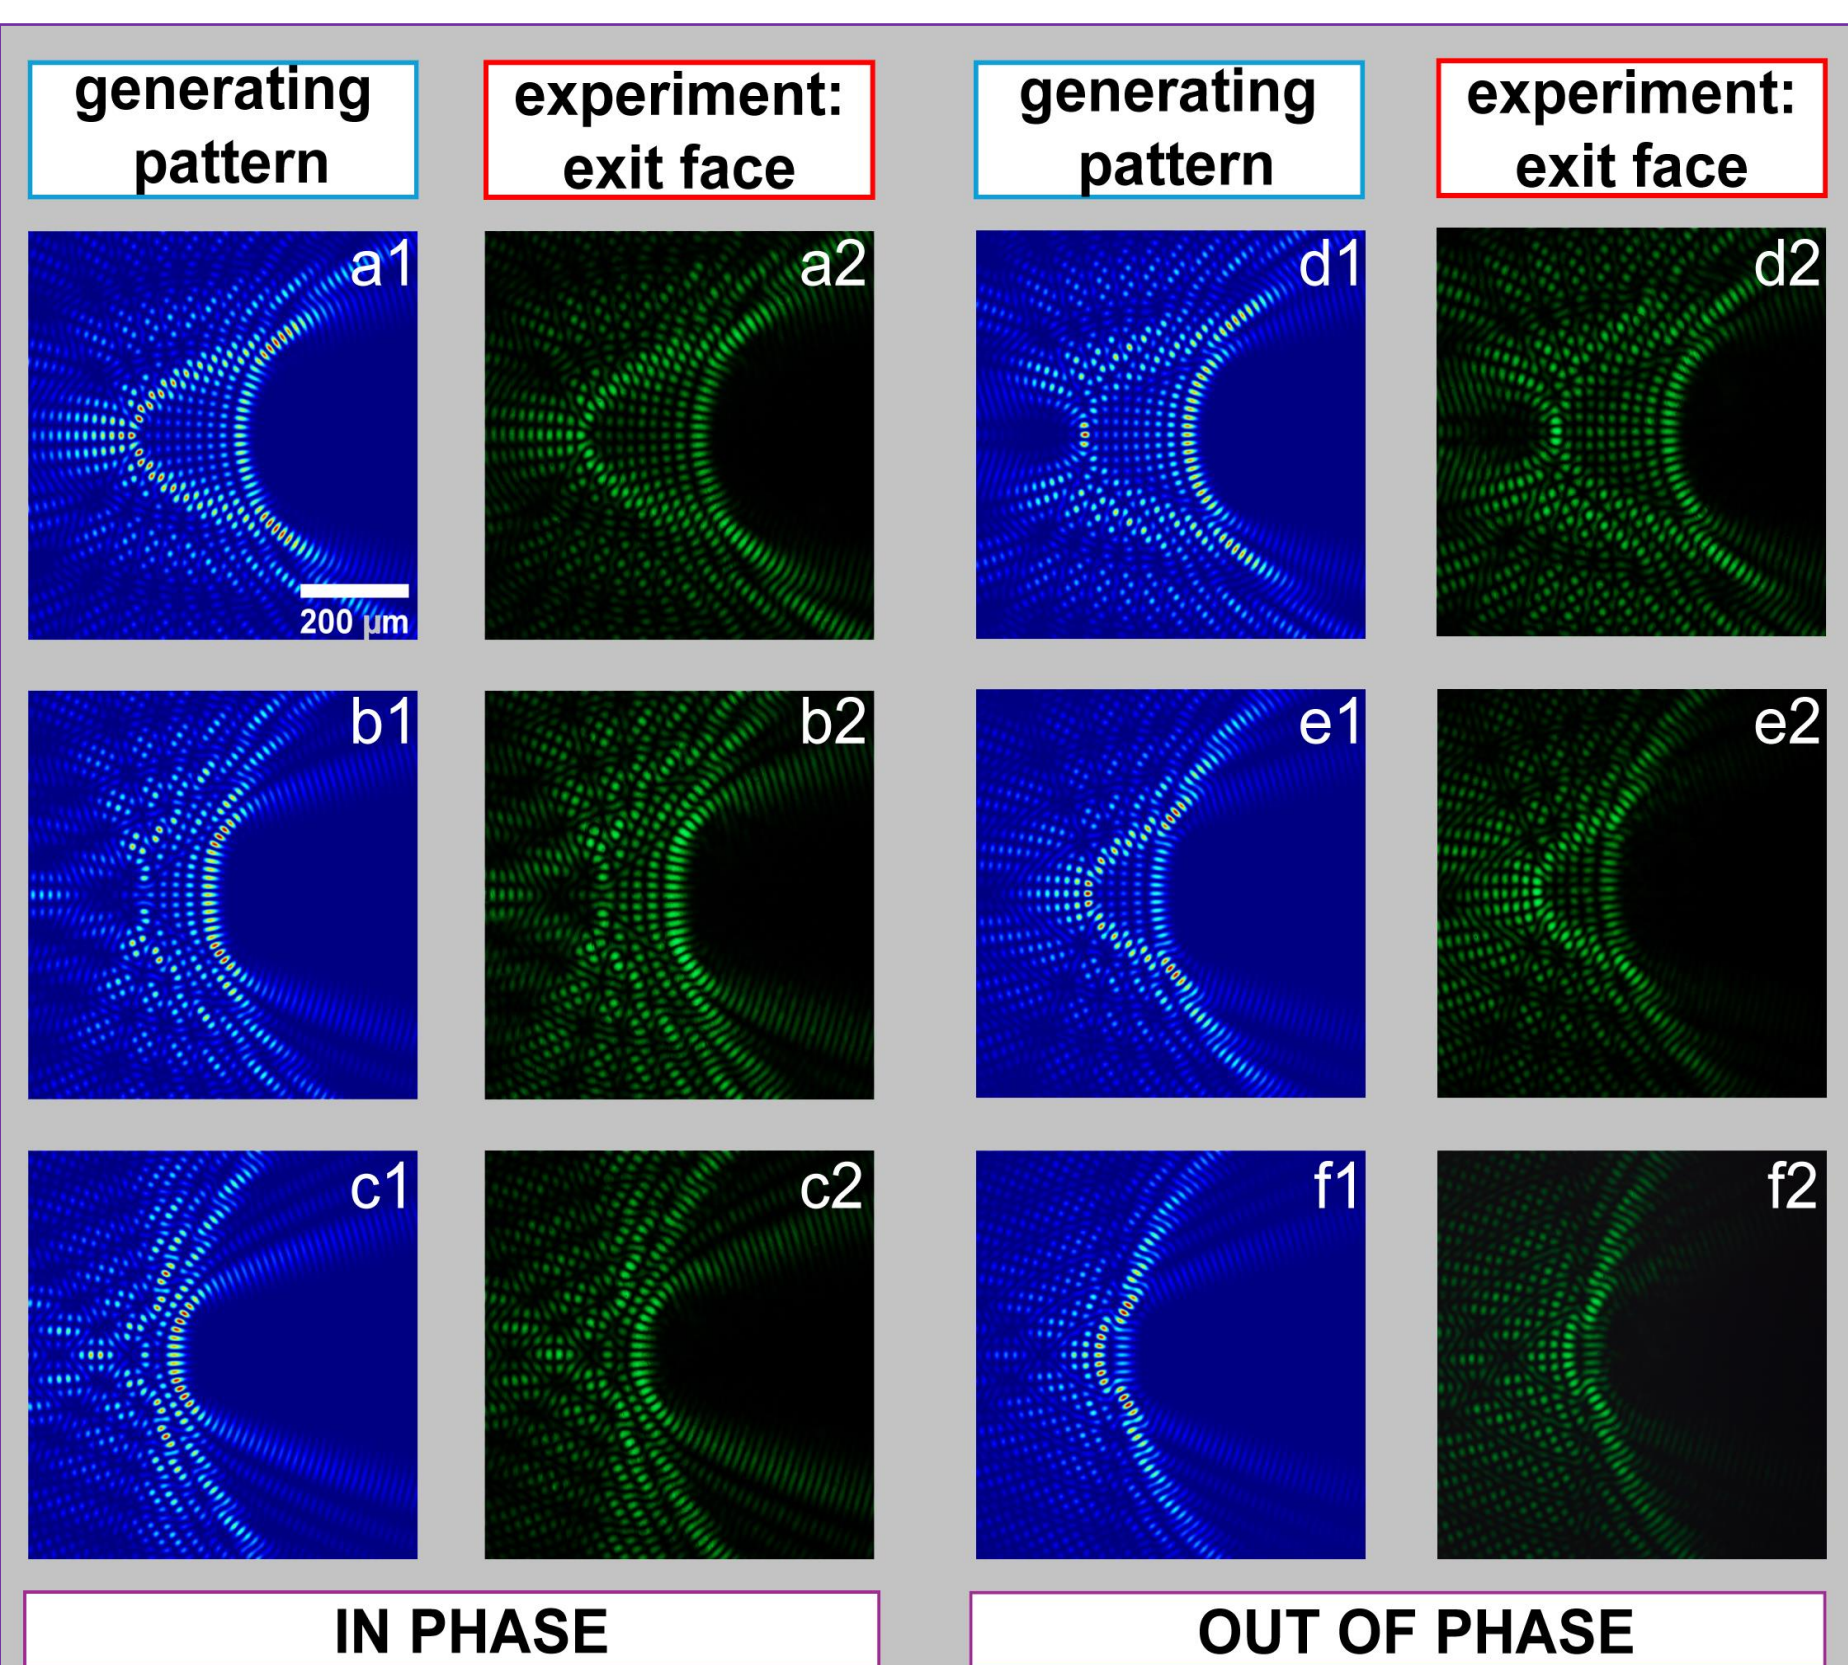 generating
pattern
experiment:
exit face
generating
pattern
experiment:
exit face
a1
a2
d1
d2
200 µm
b1
b2
e1
e2
c1
c2
f1
f2
IN PHASE
OUT OF PHASE